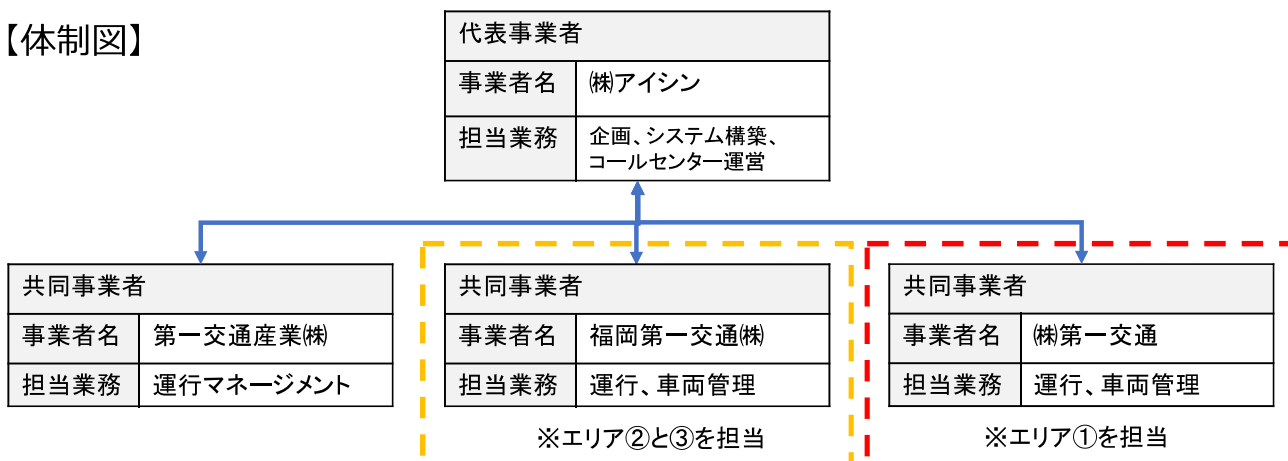 【体制図】
代表事業者
事業者名 ㈱アイシン
担当業務 企画、システム構築、
コールセンター運営
共同事業者
事業者名 第一交通産業㈱
担当業務 運行マネージメント
共同事業者
事業者名 福岡第一交通㈱
担当業務 運行、車両管理
※エリア②と③を担当
共同事業者
事業者名 ㈱第一交通
担当業務 運行、車両管理
※エリア①を担当